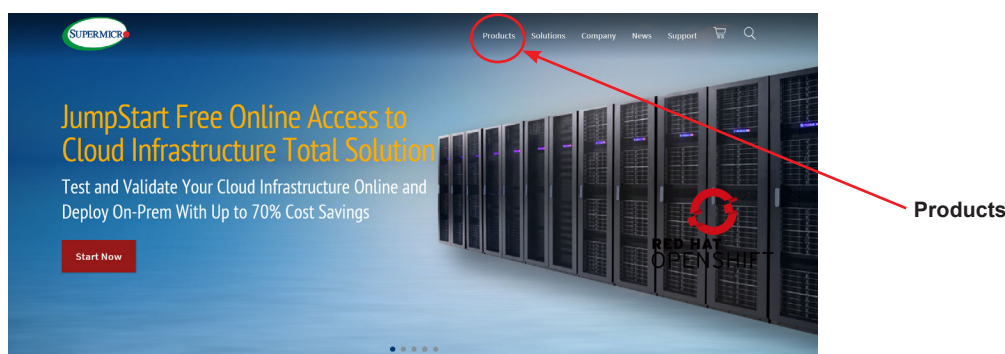 SUPERMICR
Products Solutions Company News Support
JumpStart Free Online Access to
Cloud Infrastructure Total Solution
Test and Validate Your Cloud Infrastructure Online and
Deploy On-Prem With Up to 70% Cost Savings
Start Now
RED HAT
OPENSHIFT
Products